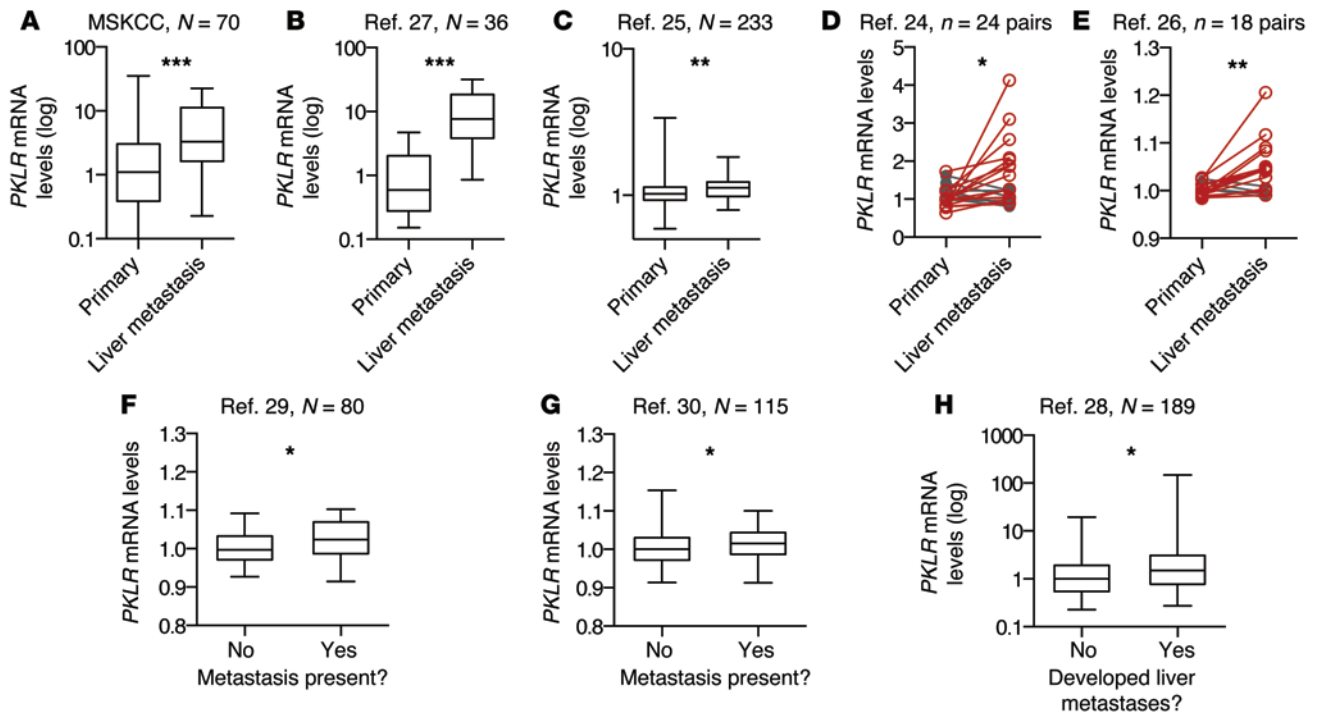 A
MSKCC, N = 70
PKLR mRNA
levels (log)
100
10
1
0.1
***
Primary
Liver metastasis
B
Ref. 27, N = 36
PKLR mRNA
levels (log)
100
10
1
0.1
***
Primary
Liver metastasis
C
Ref. 25, N = 233
PKLR mRNA
levels (log)
10
1
**
Primary
Liver metastasis
D
Ref. 24, n = 24 pairs
PKLR mRNA levels
5
4
3
2
1
0
*
Primary
Liver metastasis
E
Ref. 26, n = 18 pairs
PKLR mRNA levels
1.3
1.2
1.1
1.0
0.9
**
Primary
Liver metastasis
F
Ref. 29, N = 80
PKLR mRNA levels
1.3
1.2
1.1
1.0
0.9
0.8
*
No
Yes
Metastasis present?
G
Ref. 30, N = 115
PKLR mRNA levels
1.3
1.2
1.1
1.0
0.9
0.8
*
No
Yes
Metastasis present?
H
Ref. 28, N = 189
PKLR mRNA
levels (log)
1000
100
10
1
0.1
*
No
Yes
Developed liver
metastases?